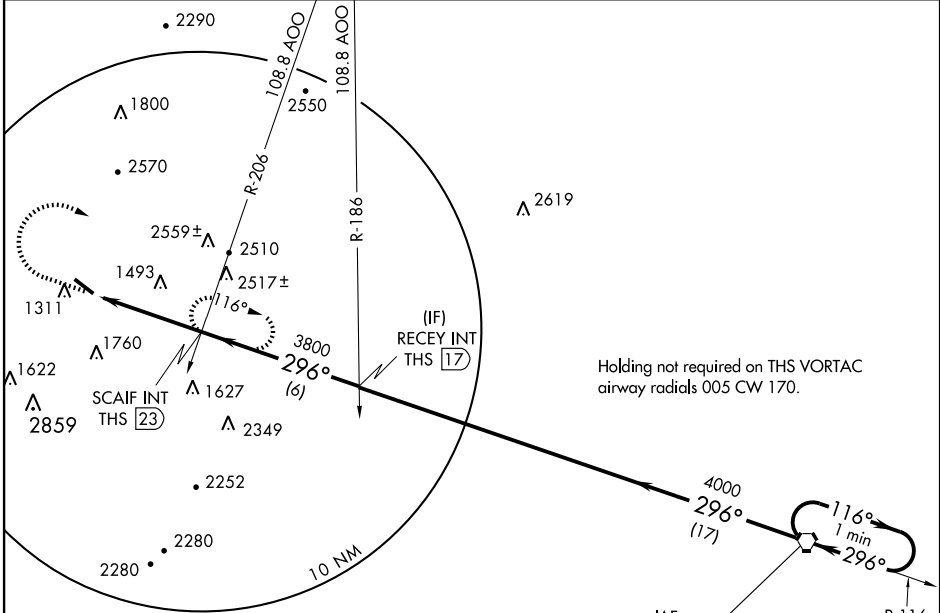 2290
108.8 AOO
108.8 AOO
2550
1800
2570
R-206
R-186
2619
2559±
2510
1493
2517±
1311
116°
(IF)
RECEY INT
THS 17
3800
296°
(6)
1760
1622
2859
SCAIF INT
THS 23
1627
2349
Holding not required on THS VORTAC
airway radials 005 CW 170.
2252
4000
296°
(17)
116°
1 min
296°
2280
2280
10 NM
IAF
R-116